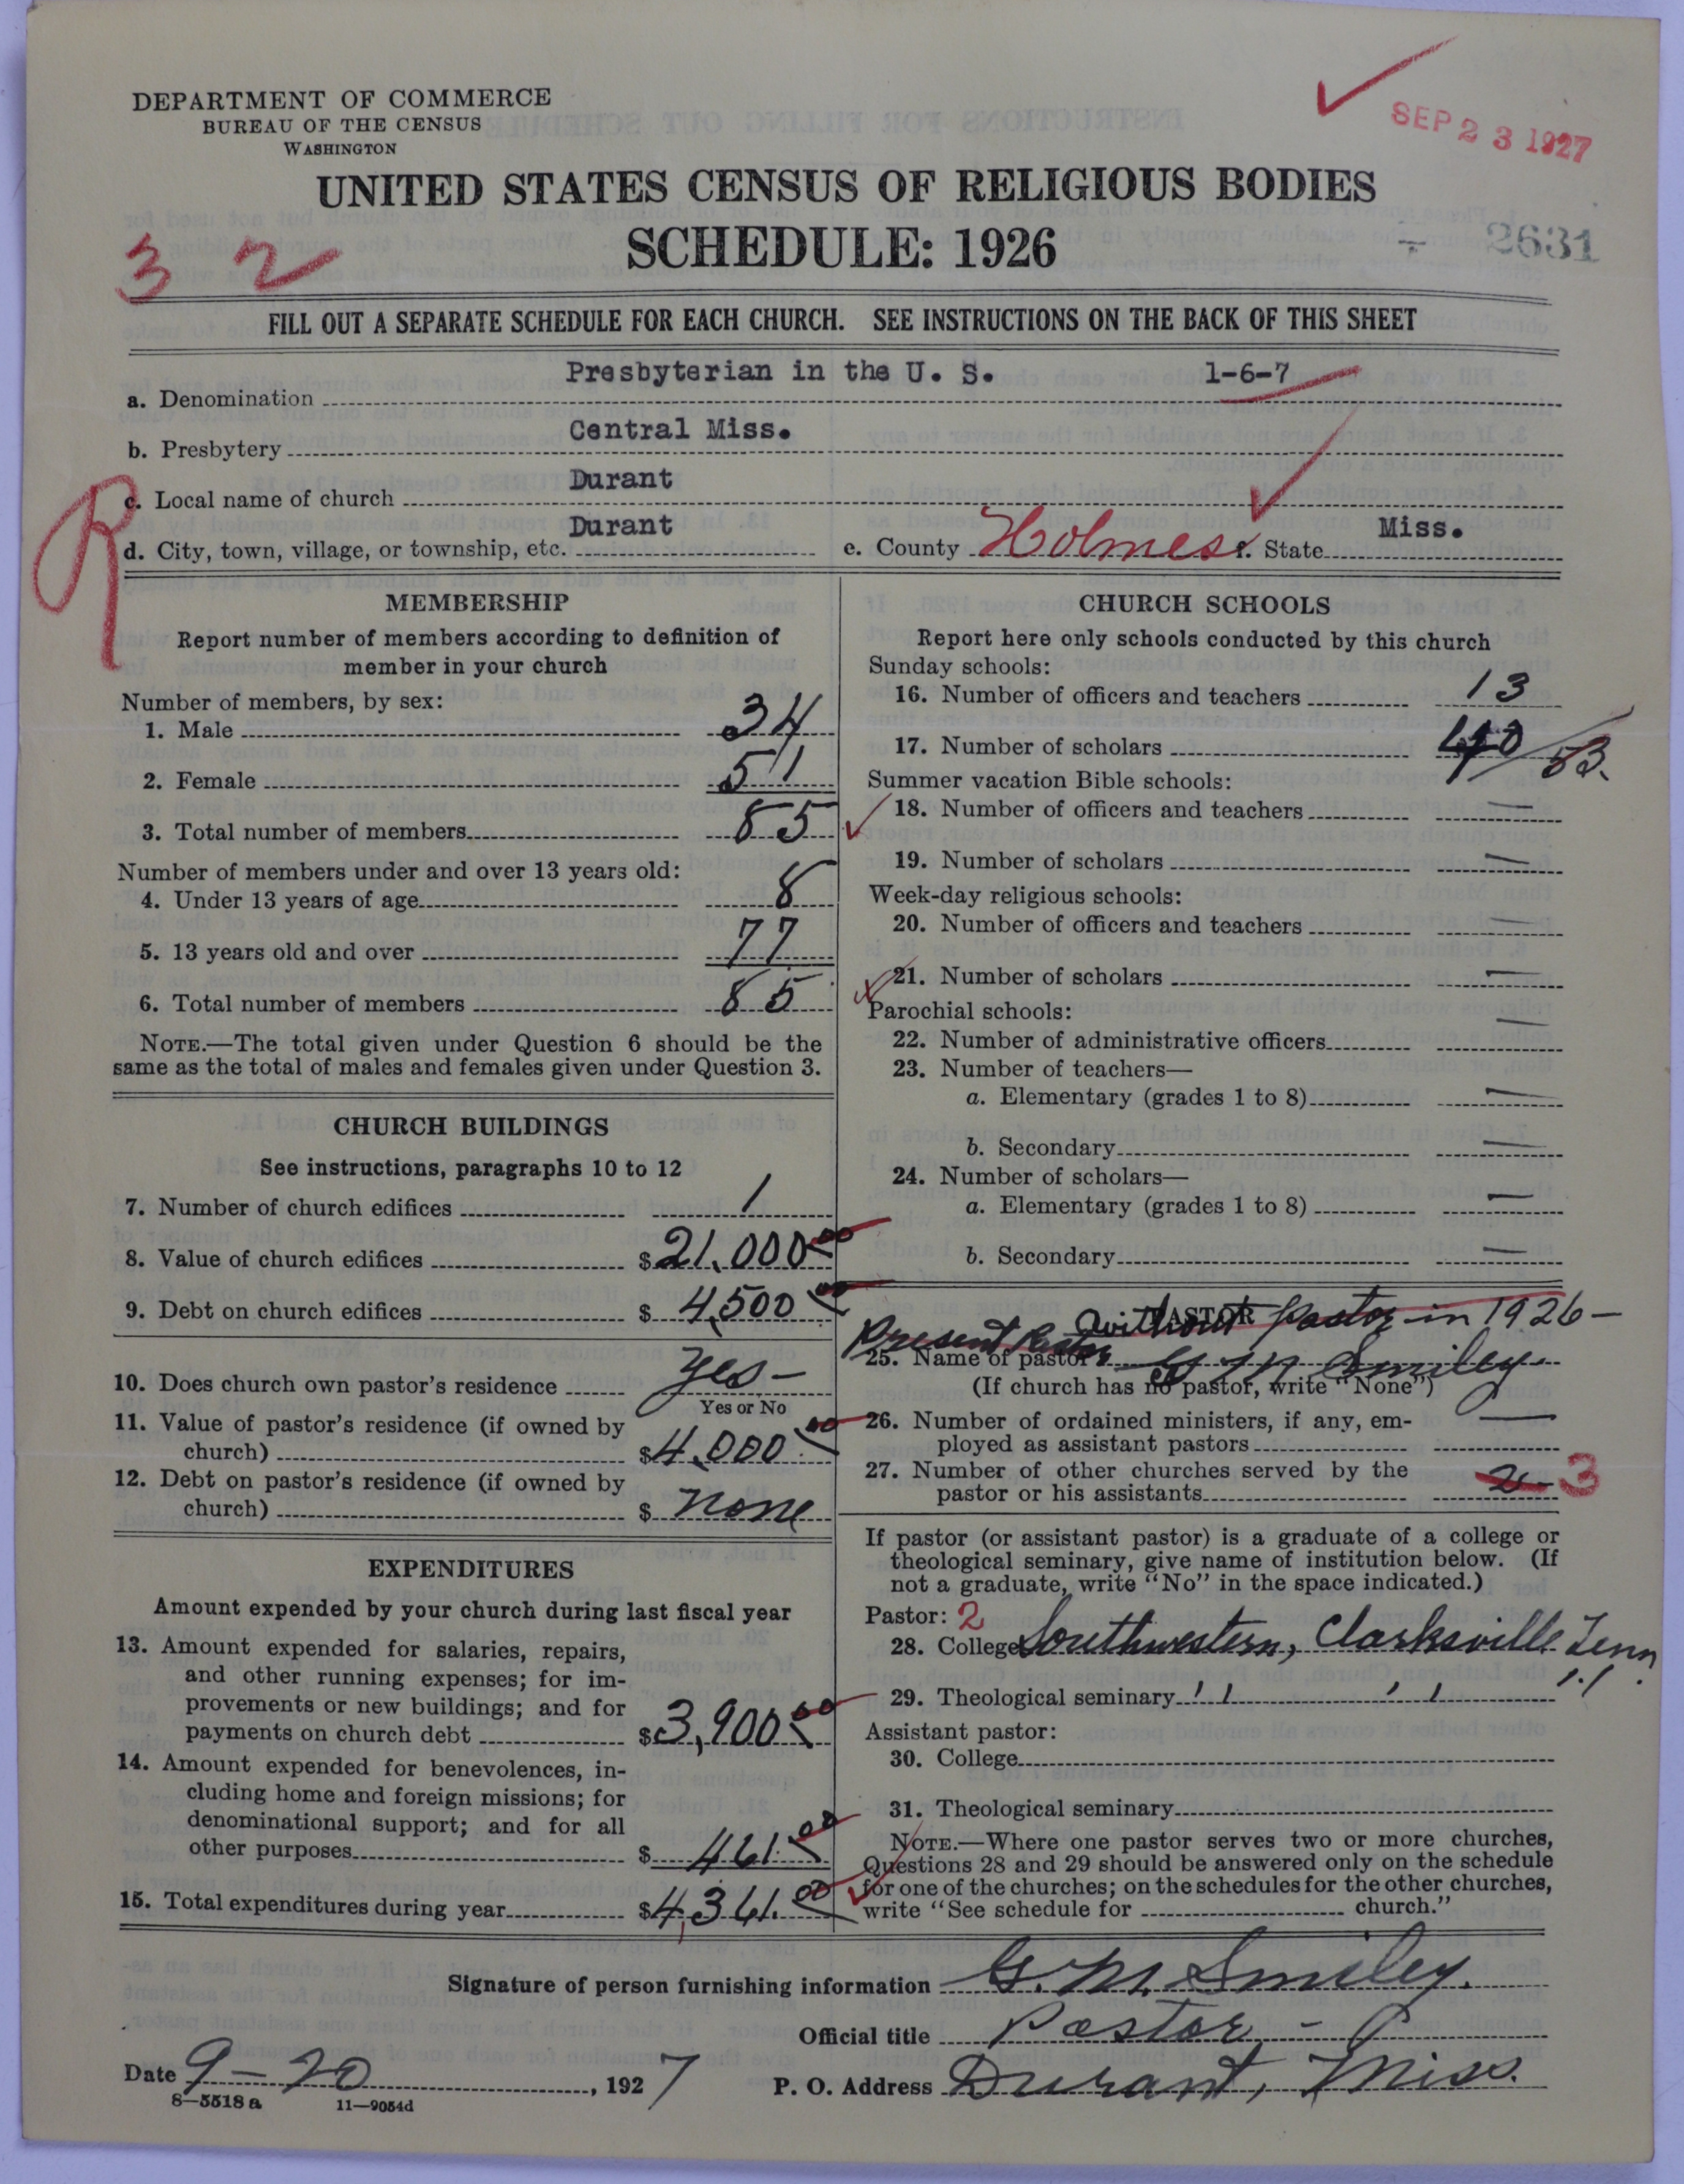 DEPARTMENT OF COMMERCE
BUREAU OF THE CENSUS
WASHINGTON
SEP 23 1927
UNITED STATES CENSUS OF RELIGIOUS BODIES
SCHEDULE: 1926
2631
3 2
FILL OUT A SEPARATE SCHEDULE FOR EACH CHURCH. SEE INSTRUCTIONS ON THE BACK OF THIS SHEET
a. Denomination Presbyterian in the U. S. 1-6-7
b. Presbytery Central Miss.
R
c. Local name of church Durant
d. City, town, village, or township, etc. Durant e. County Holmes f. State Miss.
MEMBERSHIP
Report number of members according to definition of
member in your church
Number of members, by sex:
1. Male 34
2. Female 51
3. Total number of members 85
Number of members under and over 13 years old:
4. Under 13 years of age 8
5. 13 years old and over 77
6. Total number of members 85
NOTE.—The total given under Question 6 should be the
same as the total of males and females given under Question 3.
CHURCH BUILDINGS
See instructions, paragraphs 10 to 12
7. Number of church edifices 1
8. Value of church edifices $21,000.00
9. Debt on church edifices $4,500.00
10. Does church own pastor's residence Yes—
Yes or No
11. Value of pastor's residence (if owned by
church) $4,000.00
12. Debt on pastor's residence (if owned by
church) $ none
EXPENDITURES
Amount expended by your church during last fiscal year
13. Amount expended for salaries, repairs,
and other running expenses; for im-
provements or new buildings; and for
payments on church debt $3,900.00
14. Amount expended for benevolences, in-
cluding home and foreign missions; for
denominational support; and for all
other purposes $461.00
15. Total expenditures during year $4,361.00
CHURCH SCHOOLS
Report here only schools conducted by this church
Sunday schools:
16. Number of officers and teachers 13
17. Number of scholars 40/53.
Summer vacation Bible schools:
18. Number of officers and teachers —
19. Number of scholars —
Week-day religious schools:
20. Number of officers and teachers —
21. Number of scholars —
Parochial schools:
22. Number of administrative officers —
23. Number of teachers—
a. Elementary (grades 1 to 8) —
b. Secondary —
24. Number of scholars—
a. Elementary (grades 1 to 8) —
b. Secondary —
PASTOR
Without pastor in 1926—
Present Pastor
25. Name of pastor G. M. Smiley.
(If church has no pastor, write "None")
26. Number of ordained ministers, if any, em-
ployed as assistant pastors —
27. Number of other churches served by the
pastor or his assistants 2 3
If pastor (or assistant pastor) is a graduate of a college or
theological seminary, give name of institution below. (If
not a graduate, write "No" in the space indicated.)
Pastor: 2
28. College Southwestern, Clarksville Tenn
29. Theological seminary " " "
Assistant pastor:
30. College
31. Theological seminary
NOTE.—Where one pastor serves two or more churches,
Questions 28 and 29 should be answered only on the schedule
for one of the churches; on the schedules for the other churches,
write "See schedule for church."
Signature of person furnishing information G. M. Smiley.
Official title Pastor—
Date 9-20, 1927 P. O. Address Durant, Miss.
8—5518 a 11—9054d